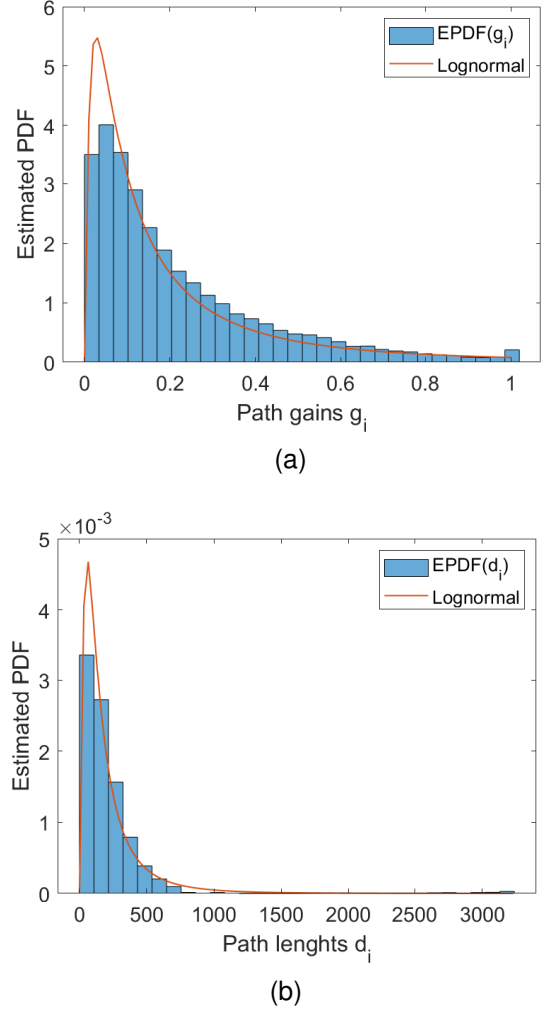 6
5
4
3
2
1
0
Estimated PDF
EPDF(g_i)
Lognormal
0
0.2
0.4
0.6
0.8
1
Path gains g_i
(a)
×10^-3
5
4
3
2
1
0
Estimated PDF
EPDF(d_i)
Lognormal
0
500
1000
1500
2000
2500
3000
Path lenghts d_i
(b)